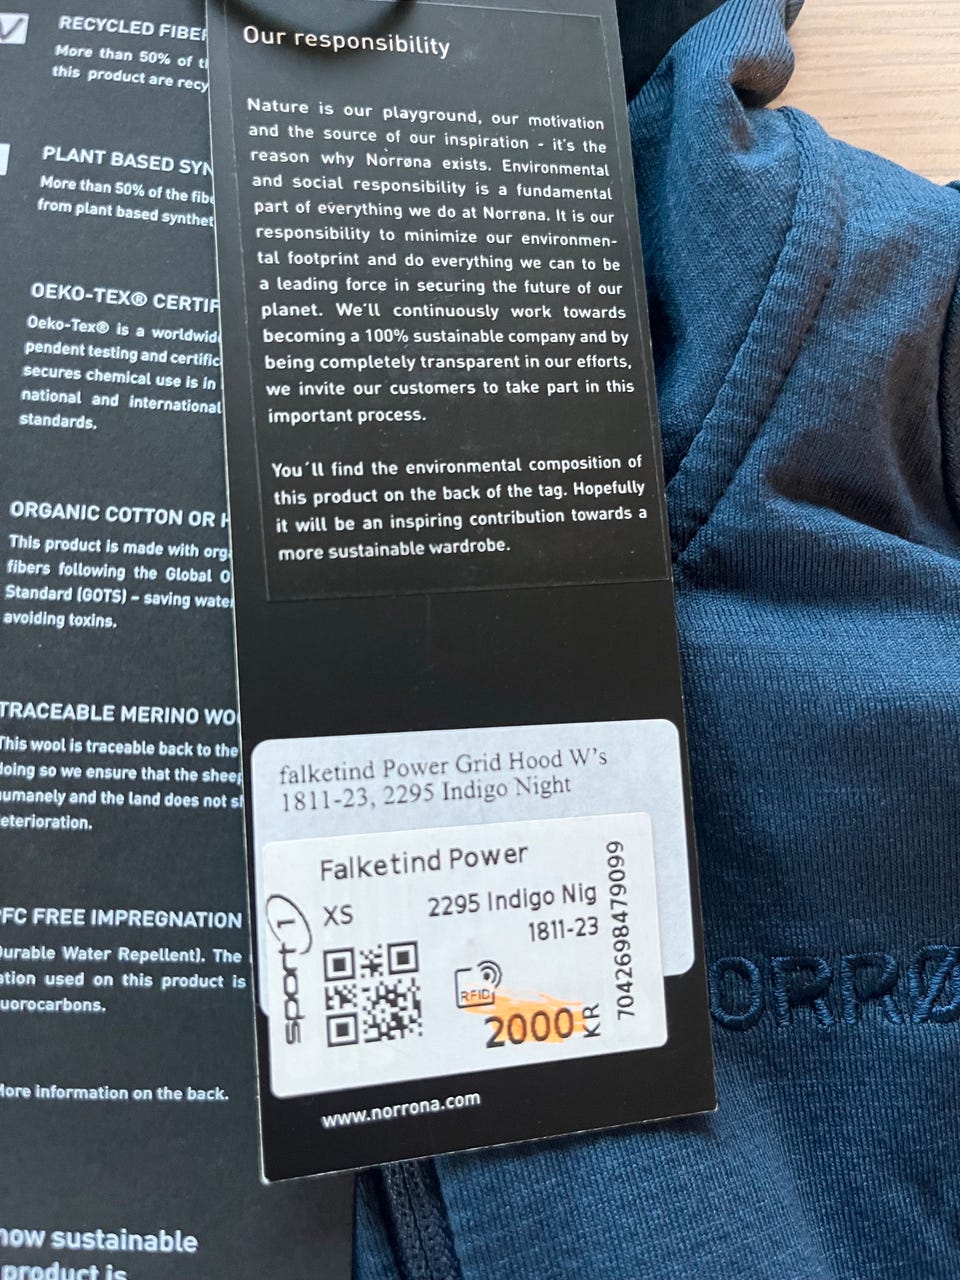 RECYCLED FIBE
More than 50% of
this product are recy
PLANT BASED SYN
More than 50% of the fib
from plant based synthet
OEKO-TEX® CERTIF
Oeko-Tex® is a worldwid
pendent testing and certific
secures chemical use is in
national and international
standards.
ORGANIC COTTON OR
This product is made with org
fibers following the Global O
Standard (GOTS) – saving wate
avoiding toxins.
TRACEABLE MERINO WO
This wool is traceable back to the
doing so we ensure that the sheep
umanely and the land does not
eterioration.
FC FREE IMPREGNATION
Durable Water Repellent). The
ation used on this product is
uorocarbons.
More information on the back.
now sustainable
product is
Our responsibility
Nature is our playground, our motivation
and the source of our inspiration - it's the
reason why Norrøna exists. Environmental
and social responsibility is a fundamental
part of everything we do at Norrøna. It is our
responsibility to minimize our environmen-
tal footprint and do everything we can to be
a leading force in securing the future of our
planet. We'll continuously work towards
becoming a 100% sustainable company and by
being completely transparent in our efforts,
we invite our customers to take part in this
important process.
You´ll find the environmental composition of
this product on the back of the tag. Hopefully
it will be an inspiring contribution towards a
more sustainable wardrobe.
falketind Power Grid Hood W's
1811-23, 2295 Indigo Night
Falketind Power
XS 2295 Indigo Nig
1811-23
sport 1
RFID
2000 KR
7042698479099
www.norrona.com
ORRØ